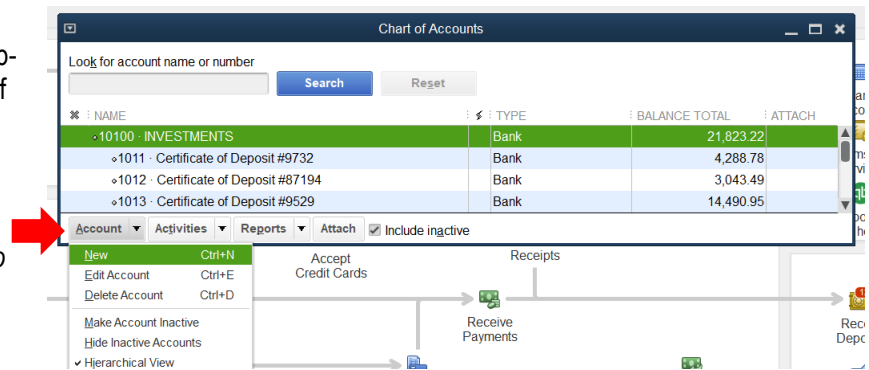 Chart of Accounts
Look for account name or number
Search Reset
NAME TYPE BALANCE TOTAL ATTACH
10100 · INVESTMENTS Bank 21,823.22
1011 · Certificate of Deposit #9732 Bank 4,288.78
1012 · Certificate of Deposit #87194 Bank 3,043.49
1013 · Certificate of Deposit #9529 Bank 14,490.95
Account Activities Reports Attach Include inactive
New Ctrl+N
Edit Account Ctrl+E
Delete Account Ctrl+D
Make Account Inactive
Hide Inactive Accounts
Hierarchical View
Accept
Credit Cards
Receipts
Receive
Payments